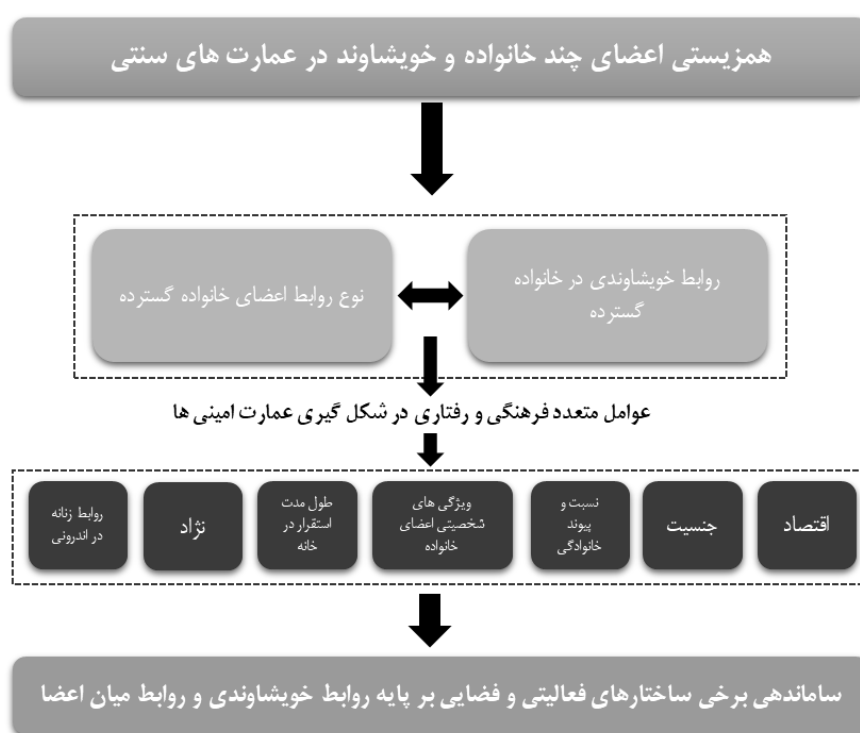 همزیستی اعضای چند خانواده و خویشاوند در عمارت های سنتی
روابط خویشاوندی در خانواده
گسترده
نوع روابط اعضای خانواده گسترده
عوامل متعدد فرهنگی و رفتاری در شکل گیری عمارت امینی ها
اقتصاد
جنسیت
نسبت و
پیوند
خانوادگی
ویژگی های
شخصیتی اعضای
خانواده
طول مدت
استقرار در
خانه
نژاد
روابط زنانه
در اندرونی
ساماندهی برخی ساختارهای فعالیتی و فضایی بر پایه روابط خویشاوندی و روابط میان اعضا